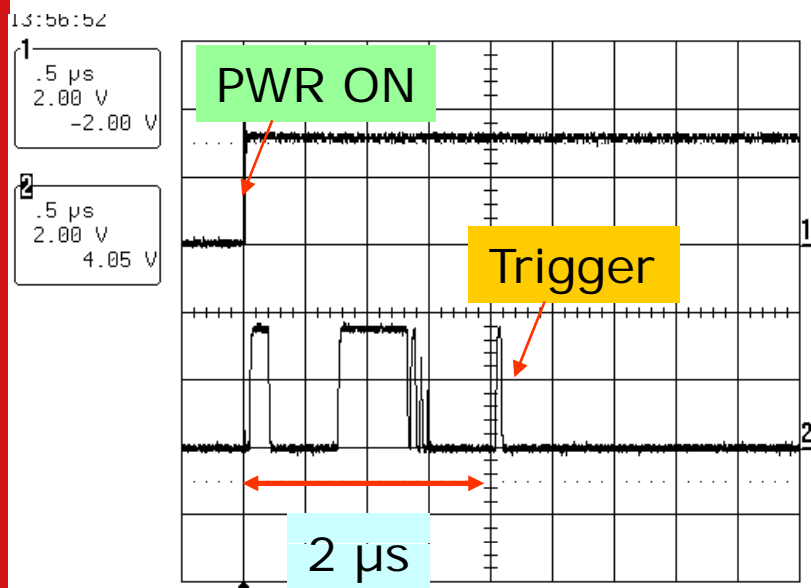 13:56:52
1
.5 µs
2.00 V
-2.00 V
2
.5 µs
2.00 V
4.05 V
PWR ON
1
Trigger
2
2 µs